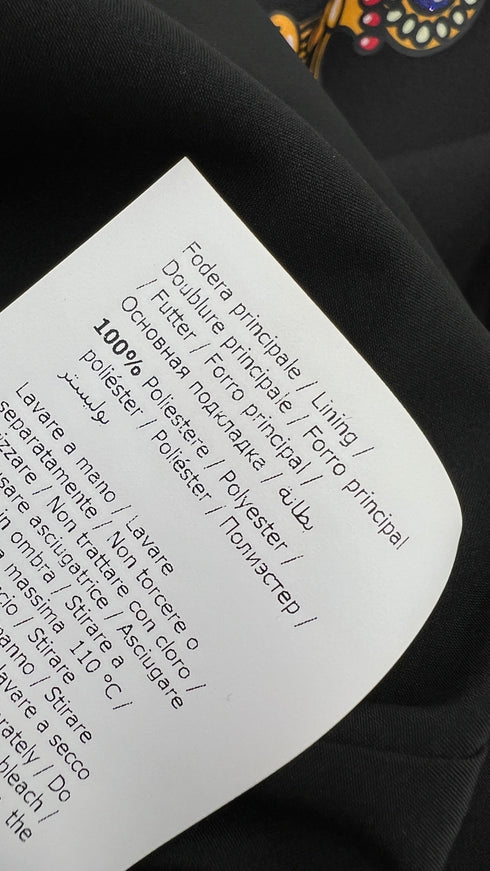 Fodera principale / Lining /
Doublure principale / Forro principal
/ Futter / Forro principal /
Основная подкладка / بطانة
100% Poliestere / Polyester /
poliéster / Poliéster / Полиэстер /
بوليستر
Lavare a mano / Lavare
separatamente / Non torcere o
/ Non trattare con cloro /
asciugatrice / Asciugare
in ombra / Stirare a
massima 110 °C /
/ Stirare
/ Stirare
lavare a secco
/ Do
bleach /
the